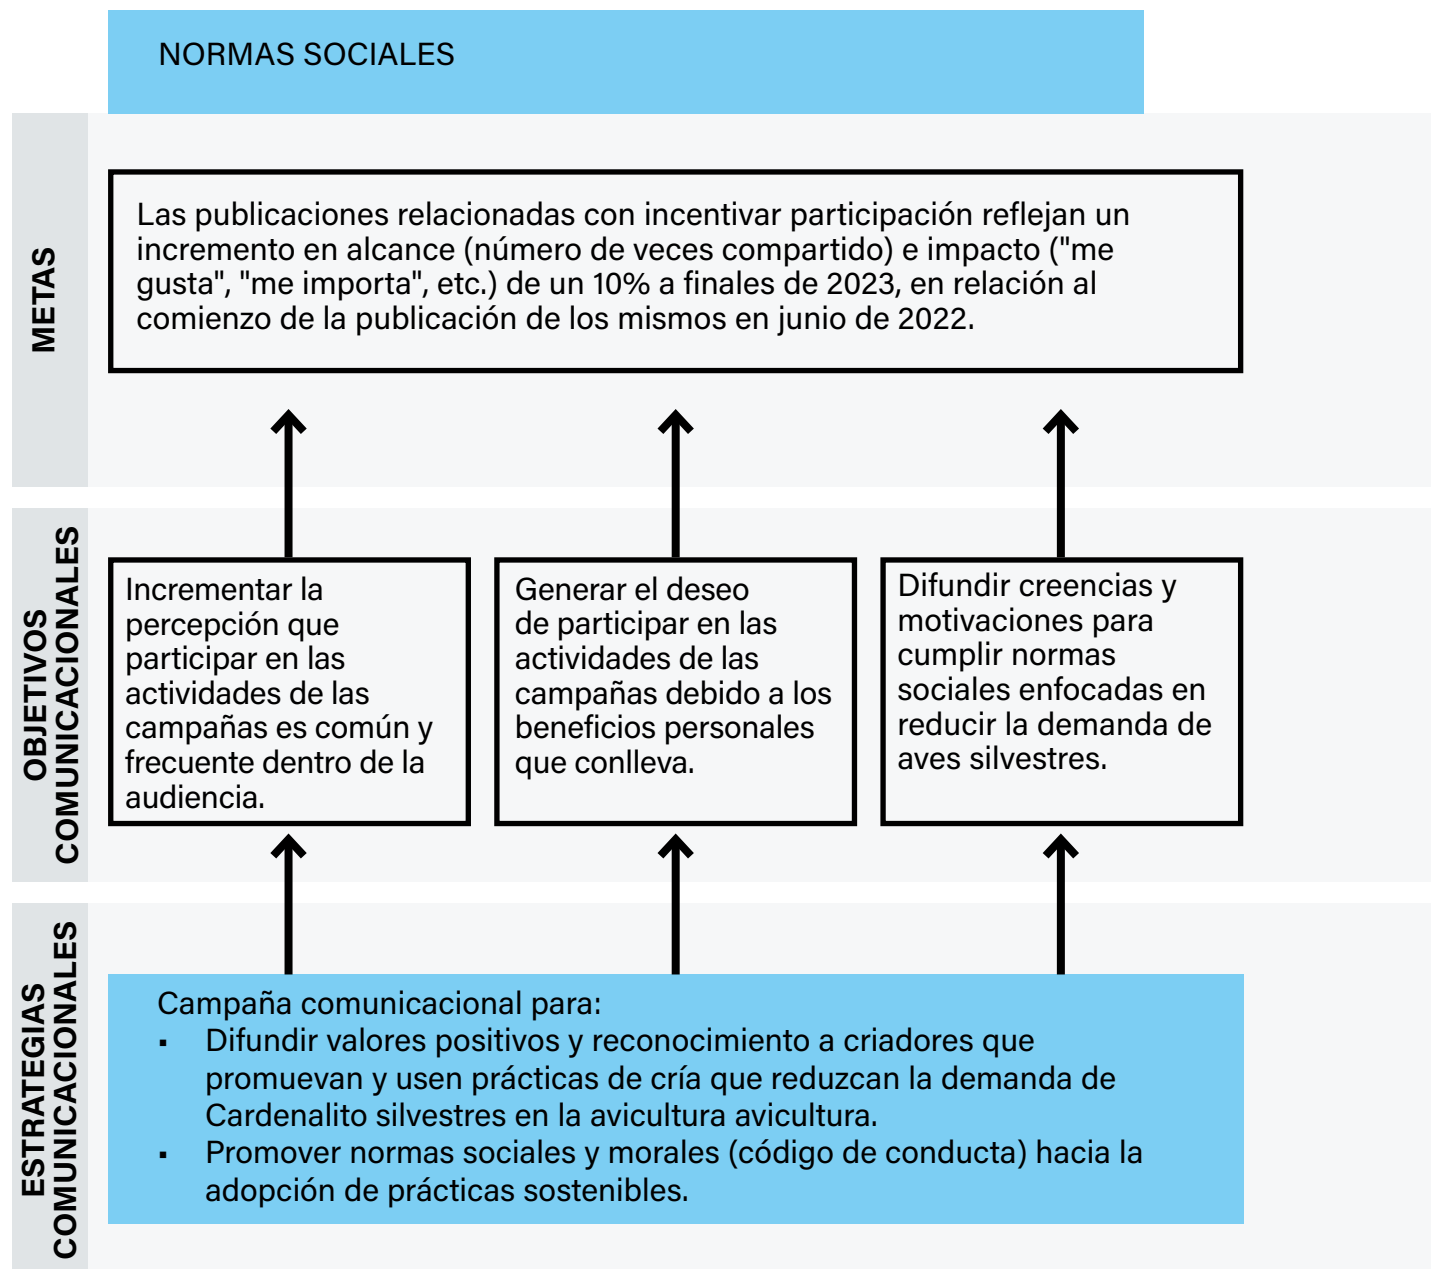 NORMAS SOCIALES
METAS
Las publicaciones relacionadas con incentivar participación reflejan un
incremento en alcance (número de veces compartido) e impacto ("me
gusta", "me importa", etc.) de un 10% a finales de 2023, en relación al
comienzo de la publicación de los mismos en junio de 2022.
OBJETIVOS
COMUNICACIONALES
Incrementar la
percepción que
participar en las
actividades de las
campañas es común y
frecuente dentro de la
audiencia.
Generar el deseo
de participar en las
actividades de las
campañas debido a los
beneficios personales
que conlleva.
Difundir creencias y
motivaciones para
cumplir normas
sociales enfocadas en
reducir la demanda de
aves silvestres.
ESTRATEGIAS
COMUNICACIONALES
Campaña comunicacional para:
▪ Difundir valores positivos y reconocimiento a criadores que
promuevan y usen prácticas de cría que reduzcan la demanda de
Cardenalito silvestres en la avicultura avicultura.
▪ Promover normas sociales y morales (código de conducta) hacia la
adopción de prácticas sostenibles.